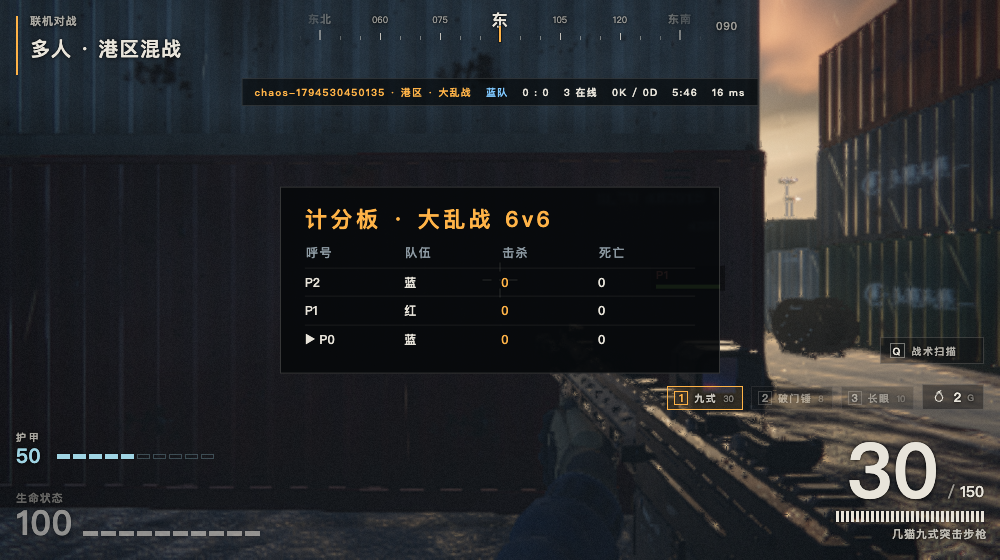 联机对战
多人 · 港区混战
东北 060 075 东 105 120 东南 090
chaos-1794530450135 · 港区 · 大乱战 蓝队 0 : 0 3 在线 0K / 0D 5:46 16 ms
计分板 · 大乱战 6v6
呼号 队伍 击杀 死亡
P2 蓝 0 0
P1 红 0 0
▶ P0 蓝 0 0
P1
Q 战术扫描
1 九式 30 2 破门锤 8 3 长眼 10 2 G
护甲
50
生命状态
100
30 / 150
几猫九式突击步枪